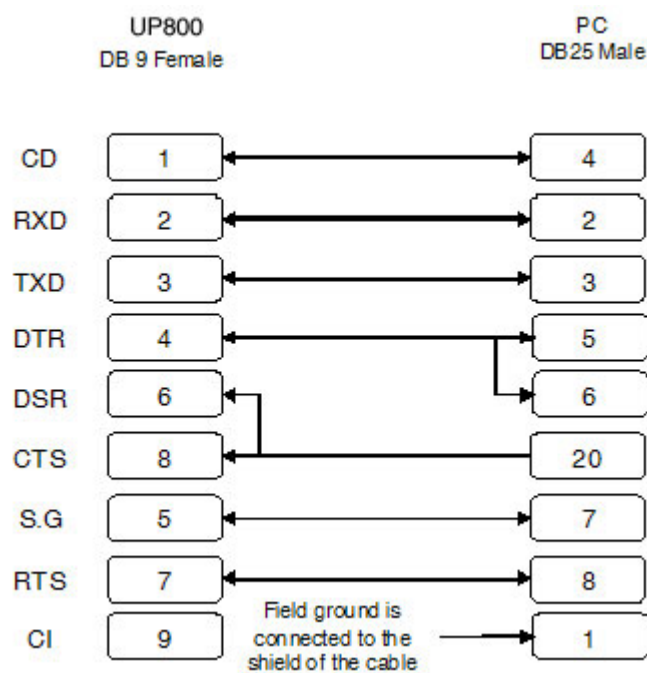 UP800
DB 9 Female
PC
DB25 Male
CD 1 4
RXD 2 2
TXD 3 3
DTR 4 5
DSR 6 6
CTS 8 20
S.G 5 7
RTS 7 8
CI 9 1
Field ground is
connected to the
shield of the cable